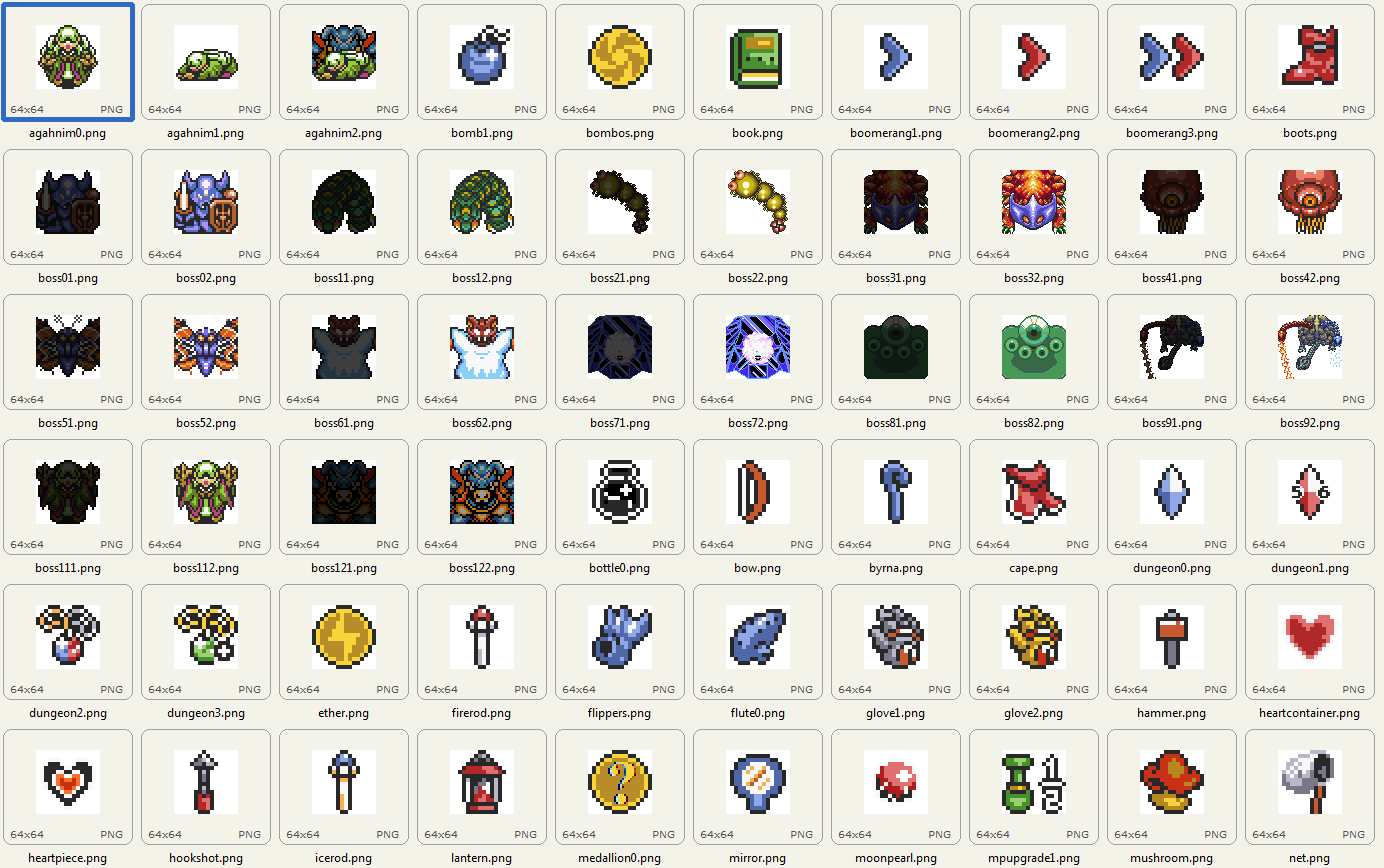 64x64 PNG 64x64 PNG 64x64 PNG 64x64 PNG 64x64 PNG 64x64 PNG 64x64 PNG 64x64 PNG 64x64 PNG 64x64 PNG
agahnim0.png agahnim1.png agahnim2.png bomb1.png bombos.png book.png boomerang1.png boomerang2.png boomerang3.png boots.png
64x64 PNG 64x64 PNG 64x64 PNG 64x64 PNG 64x64 PNG 64x64 PNG 64x64 PNG 64x64 PNG 64x64 PNG 64x64 PNG
boss01.png boss02.png boss11.png boss12.png boss21.png boss22.png boss31.png boss32.png boss41.png boss42.png
64x64 PNG 64x64 PNG 64x64 PNG 64x64 PNG 64x64 PNG 64x64 PNG 64x64 PNG 64x64 PNG 64x64 PNG 64x64 PNG
boss51.png boss52.png boss61.png boss62.png boss71.png boss72.png boss81.png boss82.png boss91.png boss92.png
5 6
64x64 PNG 64x64 PNG 64x64 PNG 64x64 PNG 64x64 PNG 64x64 PNG 64x64 PNG 64x64 PNG 64x64 PNG 64x64 PNG
boss111.png boss112.png boss121.png boss122.png bottle0.png bow.png byrna.png cape.png dungeon0.png dungeon1.png
64x64 PNG 64x64 PNG 64x64 PNG 64x64 PNG 64x64 PNG 64x64 PNG 64x64 PNG 64x64 PNG 64x64 PNG 64x64 PNG
dungeon2.png dungeon3.png ether.png firerod.png flippers.png flute0.png glove1.png glove2.png hammer.png heartcontainer.png
? 1/2
64x64 PNG 64x64 PNG 64x64 PNG 64x64 PNG 64x64 PNG 64x64 PNG 64x64 PNG 64x64 PNG 64x64 PNG 64x64 PNG
heartpiece.png hookshot.png icerod.png lantern.png medallion0.png mirror.png moonpearl.png mpupgrade1.png mushroom.png net.png